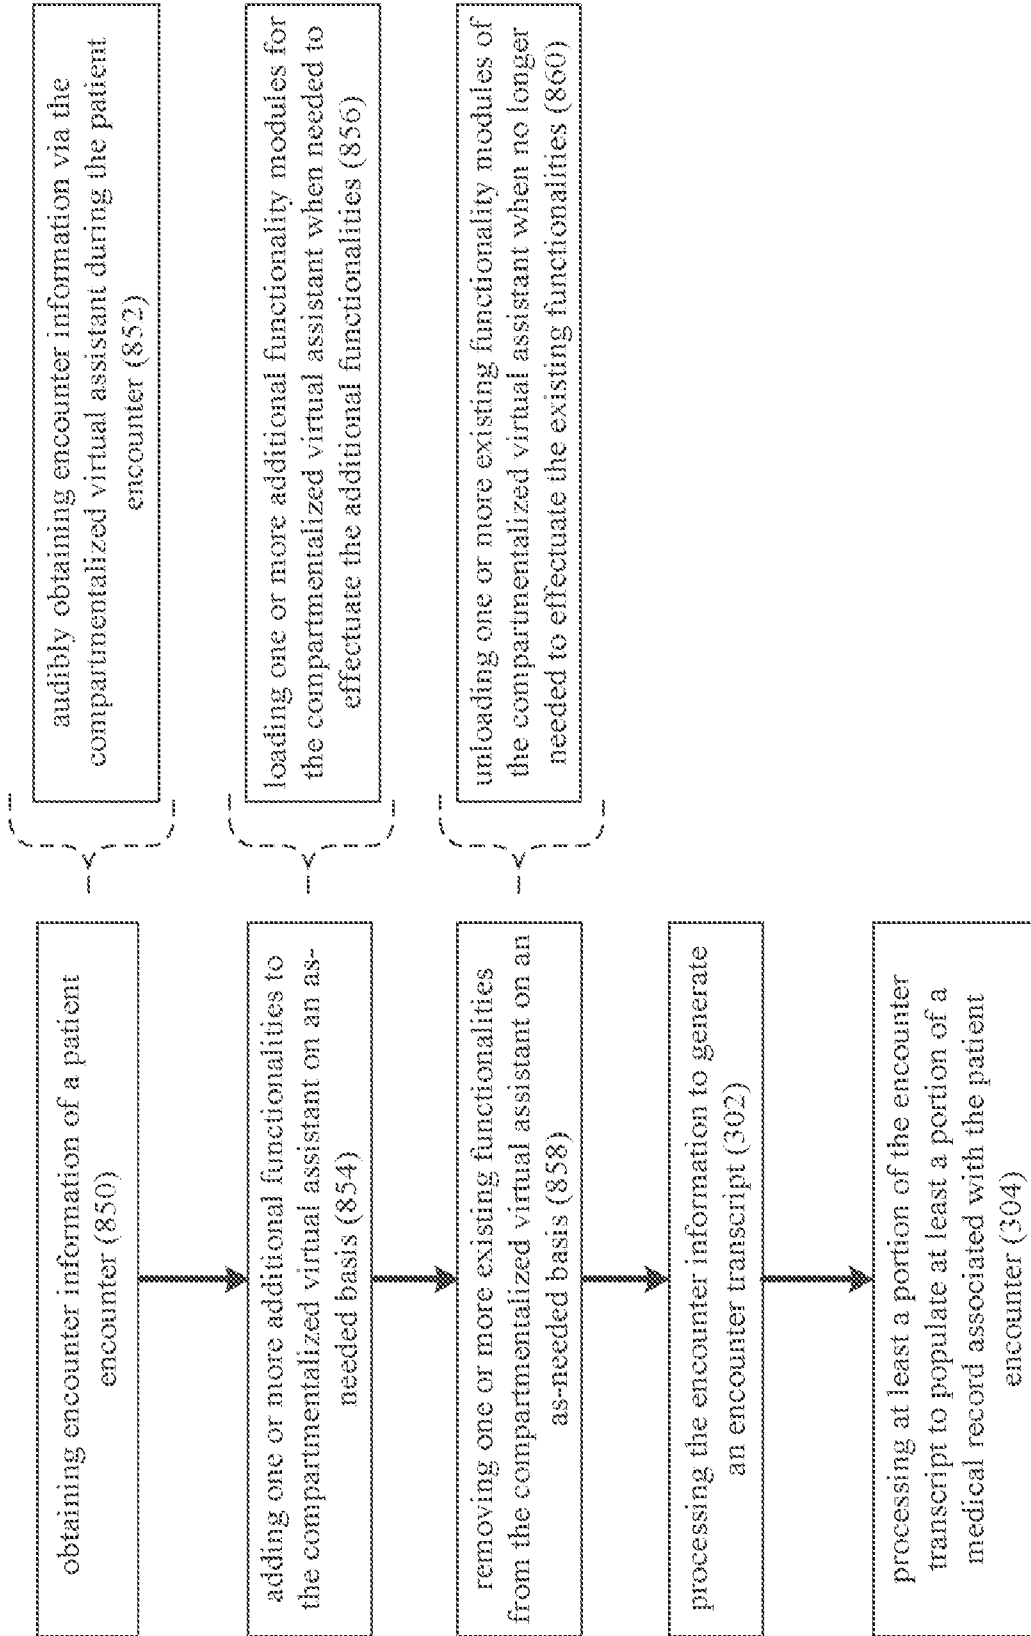 obtaining encounter information of a patient
encounter (850)
audibly obtaining encounter information via the
compartmentalized virtual assistant during the patient
encounter (852)
adding one or more additional functionalities to
the compartmentalized virtual assistant on an as-
needed basis (854)
loading one or more additional functionality modules for
the compartmentalized virtual assistant when needed to
effectuate the additional functionalities (856)
removing one or more existing functionalities
from the compartmentalized virtual assistant on an
as-needed basis (858)
unloading one or more existing functionality modules of
the compartmentalized virtual assistant when no longer
needed to effectuate the existing functionalities (860)
processing the encounter information to generate
an encounter transcript (302)
processing at least a portion of the encounter
transcript to populate at least a portion of a
medical record associated with the patient
encounter (304)